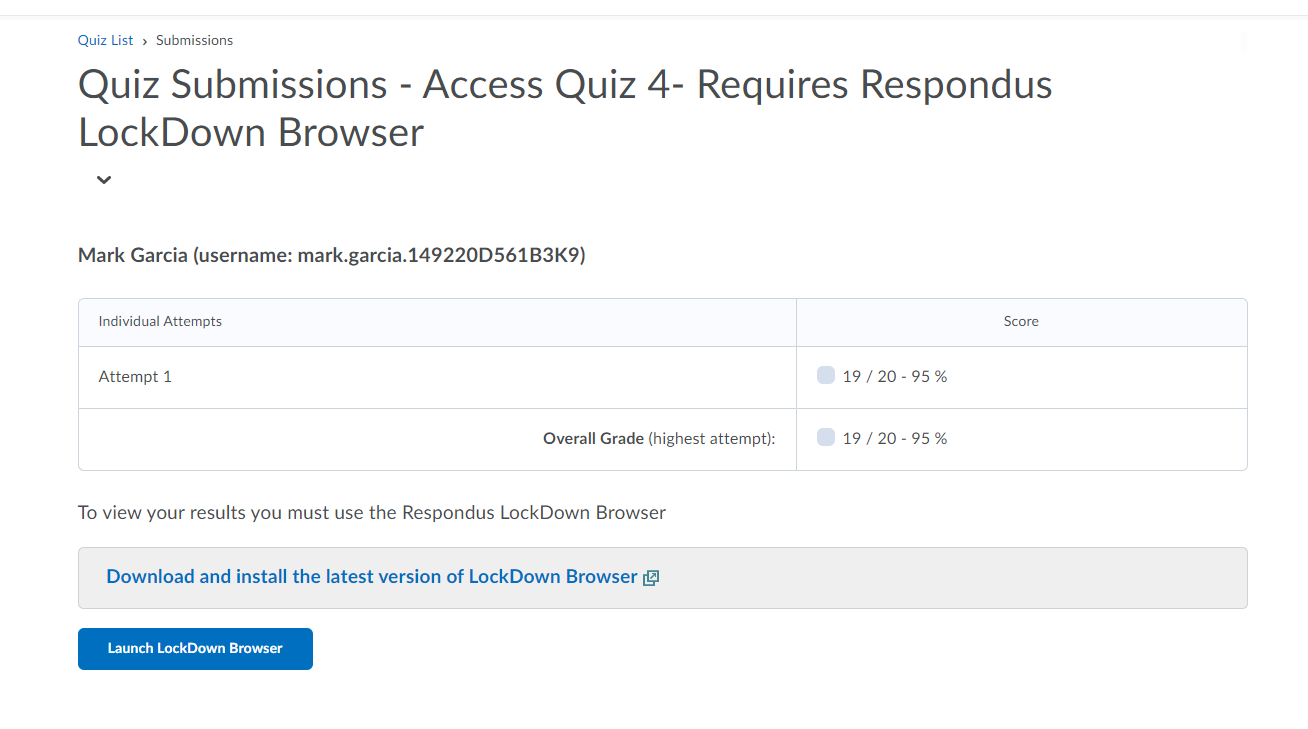 Quiz List › Submissions
Quiz Submissions - Access Quiz 4- Requires Respondus
LockDown Browser
Mark Garcia (username: mark.garcia.149220D561B3K9)
Individual Attempts Score
Attempt 1 19 / 20 - 95 %
Overall Grade (highest attempt): 19 / 20 - 95 %
To view your results you must use the Respondus LockDown Browser
Download and install the latest version of LockDown Browser
Launch LockDown Browser